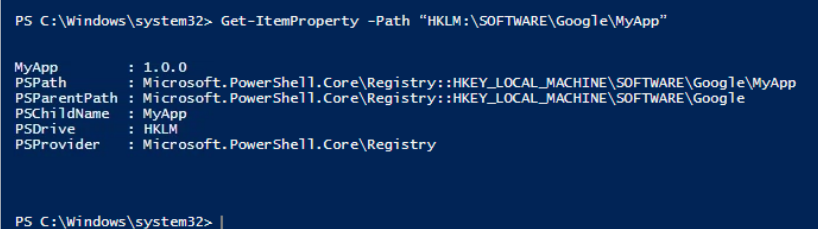 PS C:\Windows\system32> Get-ItemProperty -Path “HKLM:\SOFTWARE\Google\MyApp”
MyApp : 1.0.0
PSPath : Microsoft.PowerShell.Core\Registry::HKEY_LOCAL_MACHINE\SOFTWARE\Google\MyApp
PSParentPath : Microsoft.PowerShell.Core\Registry::HKEY_LOCAL_MACHINE\SOFTWARE\Google
PSChildName : MyApp
PSDrive : HKLM
PSProvider : Microsoft.PowerShell.Core\Registry
PS C:\Windows\system32>